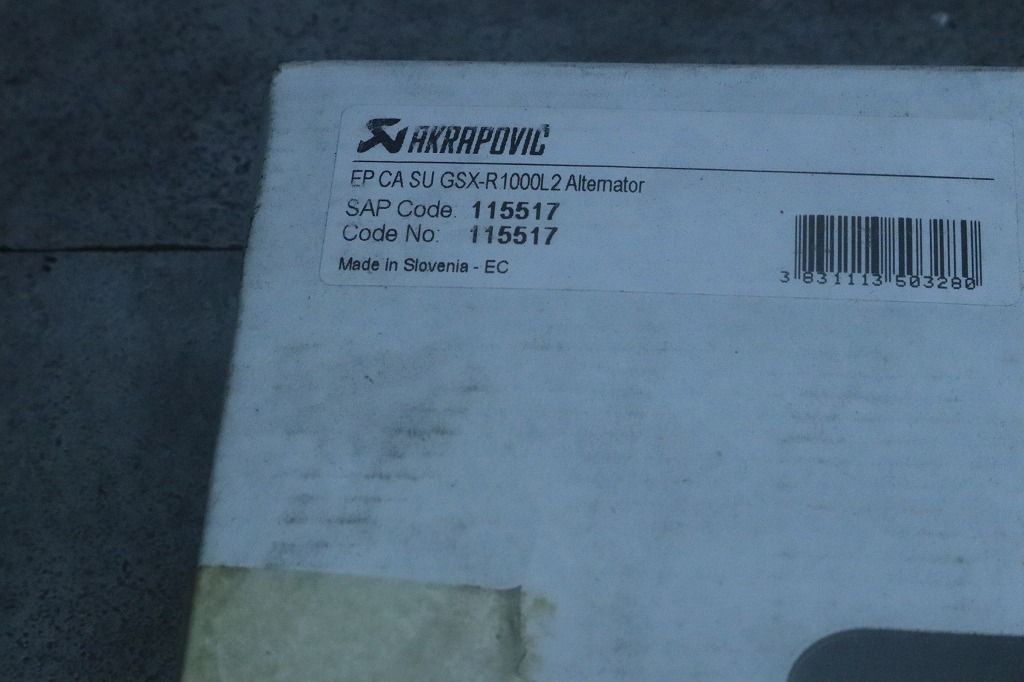 AKRAPOVIČ
EP CA SU GSX-R1000L2 Alternator
SAP Code: 115517
Code No: 115517
Made in Slovenia - EC
3 831113 503280